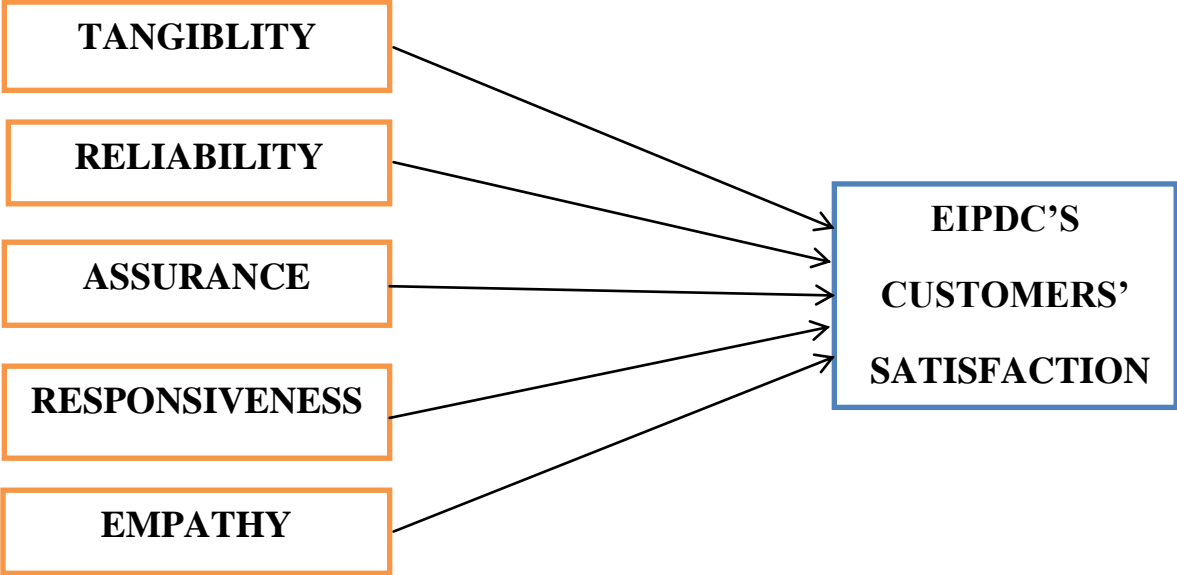 TANGIBLITY
RELIABILITY
ASSURANCE
RESPONSIVENESS
EMPATHY
EIPDC’S
CUSTOMERS’
SATISFACTION